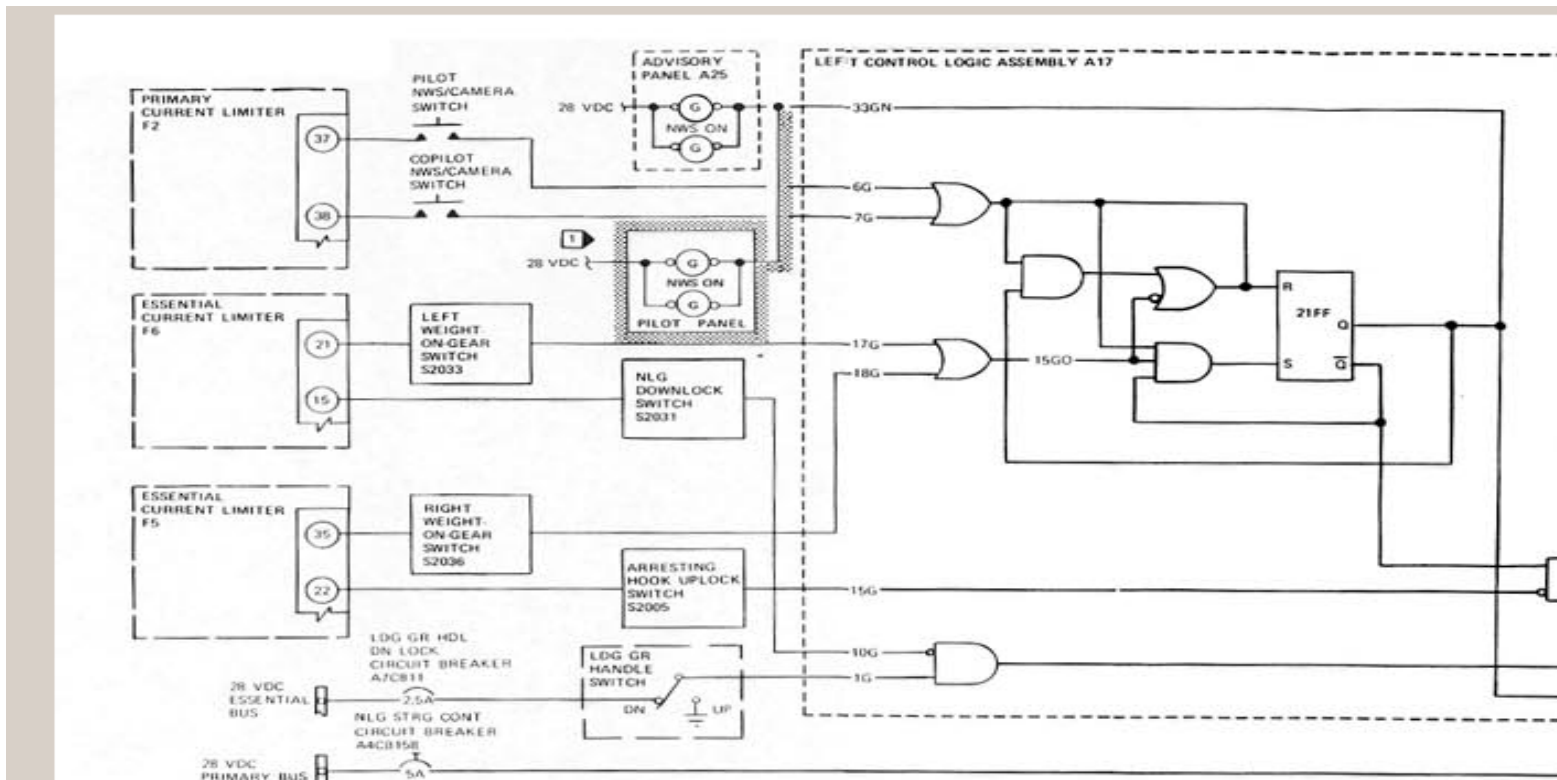 PRIMARY
CURRENT LIMITER
F2
37
38
PILOT
NWS/CAMERA
SWITCH
COPILOT
NWS/CAMERA
SWITCH
ADVISORY
PANEL A25
28 VDC
G
NWS ON
G
1
28 VDC
G
NWS ON
G
PILOT PANEL
LEFT CONTROL LOGIC ASSEMBLY A17
33GN
6G
7G
17G
18G
15GO
R
21FF
Q
S
Q
ESSENTIAL
CURRENT LIMITER
F6
21
15
LEFT
WEIGHT-
ON-GEAR
SWITCH
S2033
NLG
DOWNLOCK
SWITCH
S2031
ESSENTIAL
CURRENT LIMITER
F5
35
22
RIGHT
WEIGHT-
ON-GEAR
SWITCH
S2036
ARRESTING
HOOK UPLOCK
SWITCH
S2005
15G
10G
1G
LDG GR HDL
DN LOCK
CIRCUIT BREAKER
28 VDC
ESSENTIAL
BUS
2.5A
LDG GR
HANDLE
SWITCH
DN
UP
NLG STRG CONT
CIRCUIT BREAKER
28 VDC
PRIMARY BUS
5A